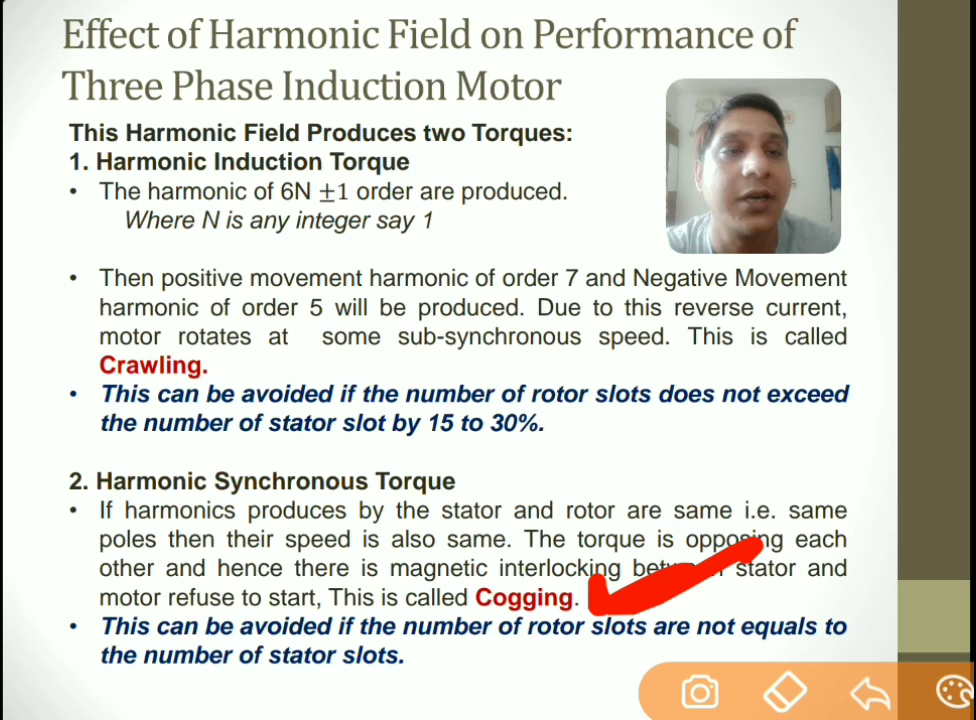 Effect of Harmonic Field on Performance of
Three Phase Induction Motor
This Harmonic Field Produces two Torques:
1. Harmonic Induction Torque
• The harmonic of 6N ±1 order are produced.
Where N is any integer say 1
• Then positive movement harmonic of order 7 and Negative Movement
harmonic of order 5 will be produced. Due to this reverse current,
motor rotates at some sub-synchronous speed. This is called
Crawling.
• This can be avoided if the number of rotor slots does not exceed
the number of stator slot by 15 to 30%.
2. Harmonic Synchronous Torque
• If harmonics produces by the stator and rotor are same i.e. same
poles then their speed is also same. The torque is opposing each
other and hence there is magnetic interlocking between stator and
motor refuse to start, This is called Cogging.
• This can be avoided if the number of rotor slots are not equals to
the number of stator slots.